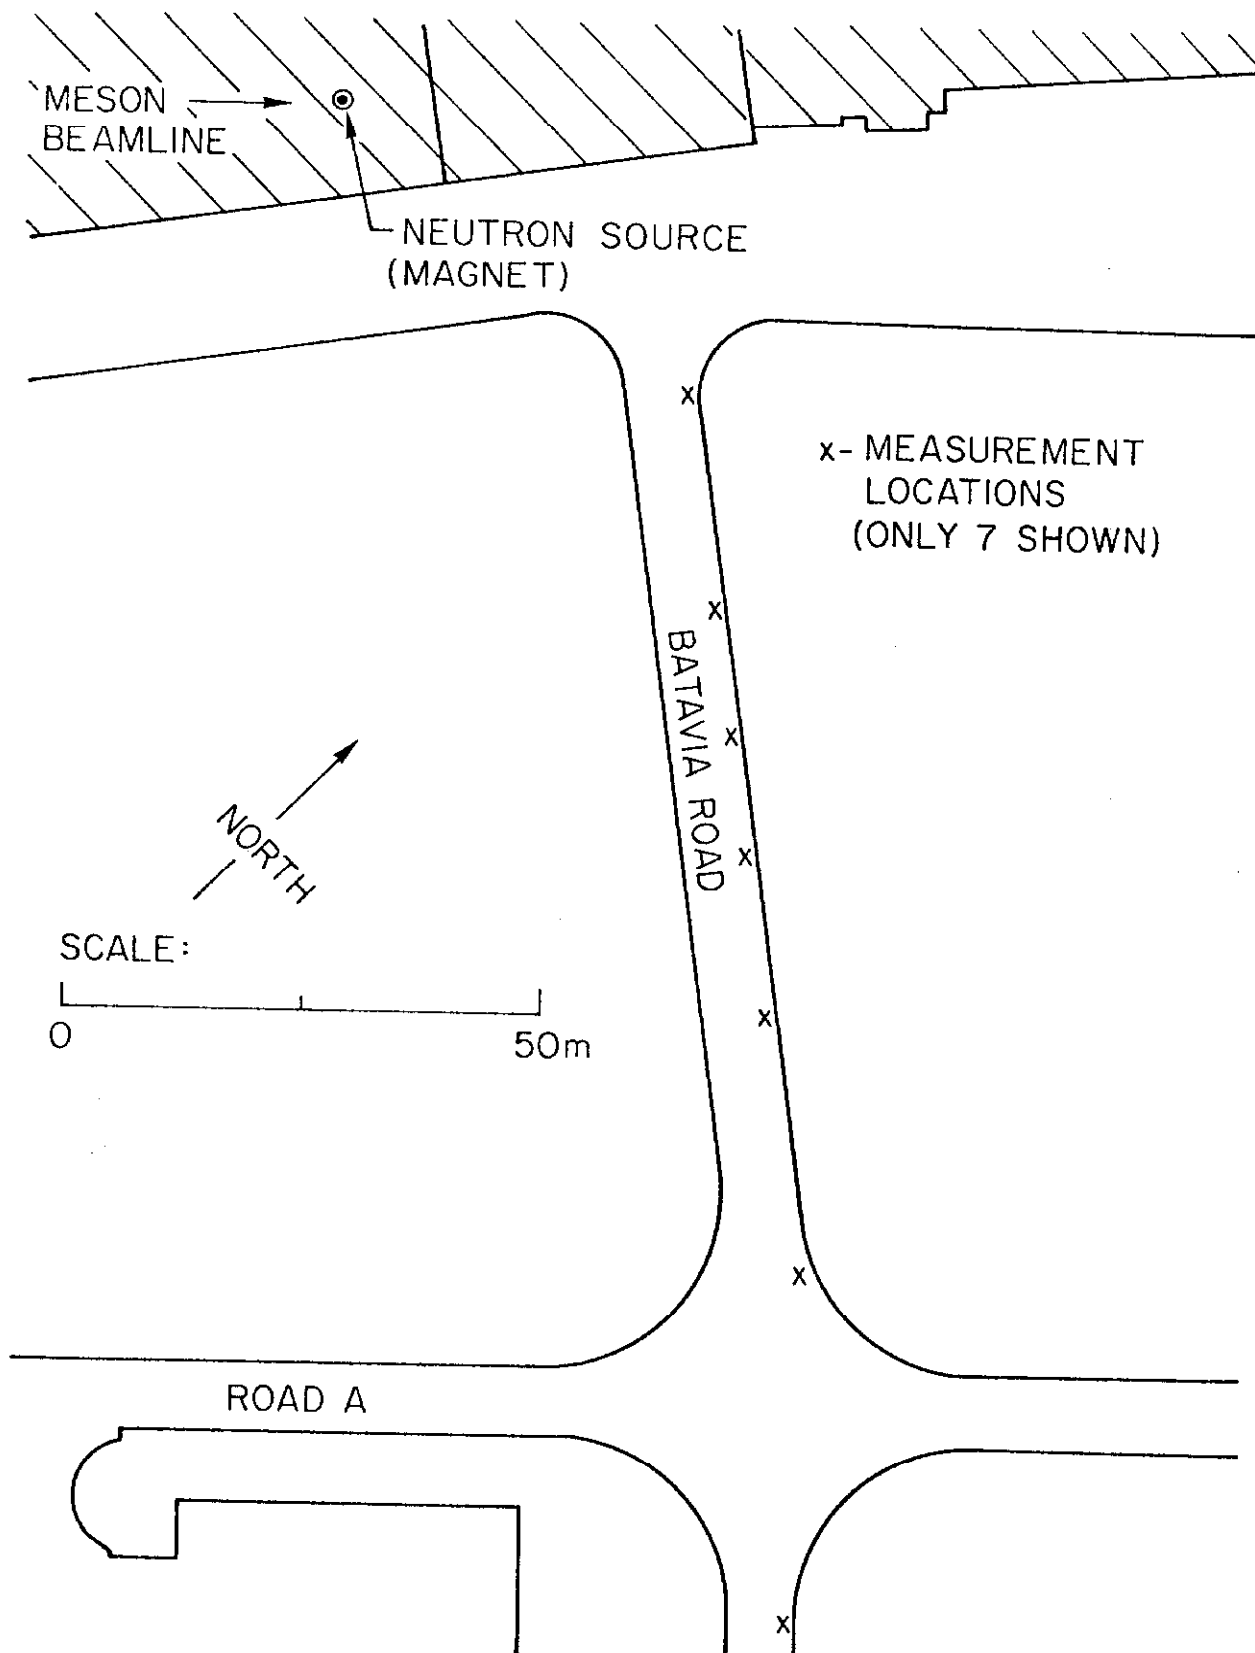 MESON
BEAMLINE
NEUTRON SOURCE
(MAGNET)
x
x- MEASUREMENT
LOCATIONS
(ONLY 7 SHOWN)
x
BATAVIA ROAD
x
x
NORTH
SCALE:
x
0
50m
x
ROAD A
x